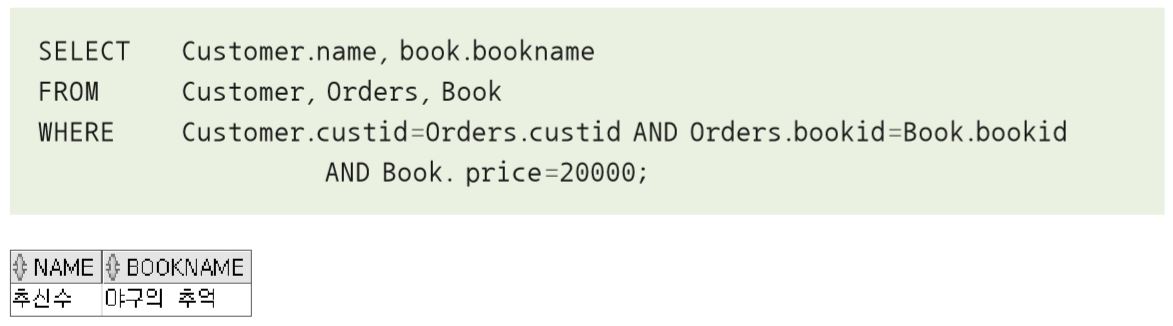 SELECT Customer.name, book.bookname
FROM Customer, Orders, Book
WHERE Customer.custid=Orders.custid AND Orders.bookid=Book.bookid
AND Book. price=20000;
NAME BOOKNAME
추신수 야구의 추억